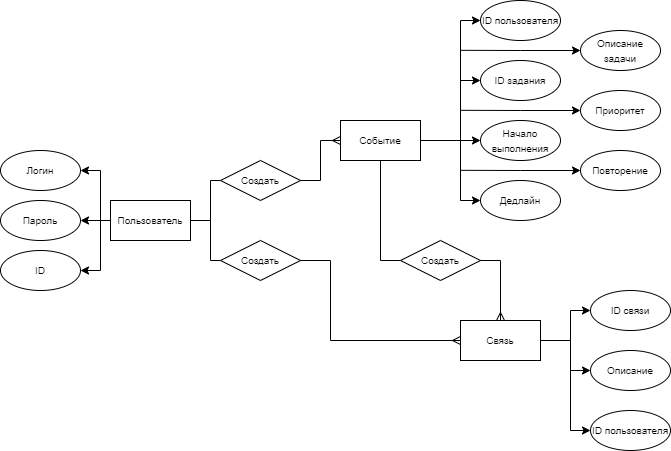 ID пользователя
Описание
задачи
ID задания
Приоритет
Начало
выполнения
Событие
Повторение
Логин
Создать
Дедлайн
Пароль
Пользователь
ID
Создать
Создать
ID связи
Связь
Описание
ID пользователя